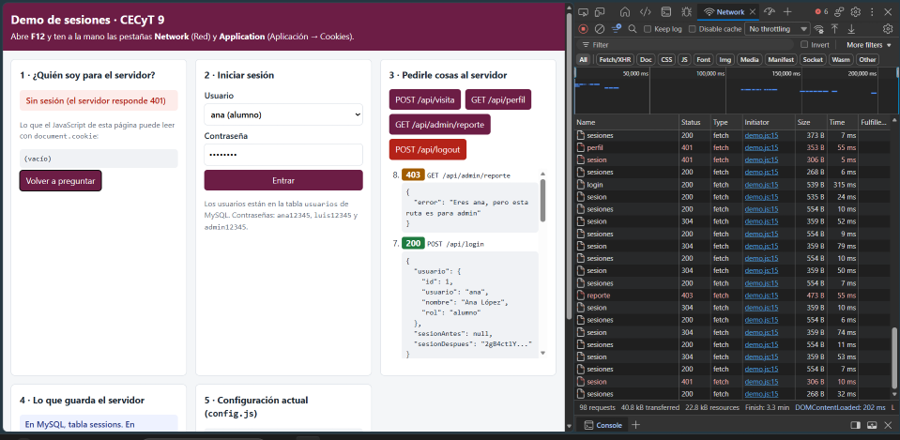 Demo de sesiones · CECyT 9
Abre F12 y ten a la mano las pestañas Network (Red) y Application (Aplicación → Cookies).
1 · ¿Quién soy para el servidor?
Sin sesión (el servidor responde 401)
Lo que el JavaScript de esta página puede leer
con document.cookie:
(vacío)
Volver a preguntar
2 · Iniciar sesión
Usuario
ana (alumno)
Contraseña
••••••••
Entrar
Los usuarios están en la tabla usuarios
de MySQL. Contraseñas: ana12345, luis12345 y
admin12345.
3 · Pedirle cosas al servidor
POST /api/visita
GET /api/perfil
GET /api/admin/reporte
POST /api/logout
8. 403 GET /api/admin/reporte
{
"error": "Eres ana, pero esta
ruta es para admin"
}
7. 200 POST /api/login
{
"usuario": {
"id": 1,
"usuario": "ana",
"nombre": "Ana López",
"rol": "alumno"
},
"sesionAntes": null,
"sesionDespues": "2g84ct1Y..."
}
4 · Lo que guarda el servidor
En MySQL, tabla sessions. En
5 · Configuración actual
(config.js)
Network
6
Keep log
Disable cache
No throttling
Filter
Invert
More filters
All
Fetch/XHR
Doc
CSS
JS
Font
Img
Media
Manifest
Socket
Wasm
Other
50,000 ms
100,000 ms
150,000 ms
200,000 ms
Name Status Type Initiator Size Time Fulfille...
sesiones 200 fetch demo.js:15 373 B 7 ms
perfil 401 fetch demo.js:15 353 B 55 ms
sesion 401 fetch demo.js:15 306 B 5 ms
sesiones 200 fetch demo.js:15 268 B 6 ms
login 200 fetch demo.js:15 539 B 315 ms
sesion 200 fetch demo.js:15 535 B 24 ms
sesiones 200 fetch demo.js:15 554 B 10 ms
sesion 304 fetch demo.js:15 359 B 52 ms
sesiones 200 fetch demo.js:15 554 B 9 ms
sesion 304 fetch demo.js:15 359 B 79 ms
sesiones 200 fetch demo.js:15 554 B 10 ms
sesion 304 fetch demo.js:15 359 B 50 ms
sesiones 200 fetch demo.js:15 554 B 7 ms
reporte 403 fetch demo.js:15 473 B 55 ms
sesion 304 fetch demo.js:15 359 B 10 ms
sesiones 200 fetch demo.js:15 554 B 6 ms
sesion 304 fetch demo.js:15 359 B 74 ms
sesiones 200 fetch demo.js:15 554 B 11 ms
sesion 304 fetch demo.js:15 359 B 53 ms
sesiones 200 fetch demo.js:15 554 B 7 ms
sesion 401 fetch demo.js:15 306 B 10 ms
sesiones 200 fetch demo.js:15 268 B 32 ms
98 requests 40.8 kB transferred 22.8 kB resources Finish: 3.3 min DOMContentLoaded: 202 ms L
Console